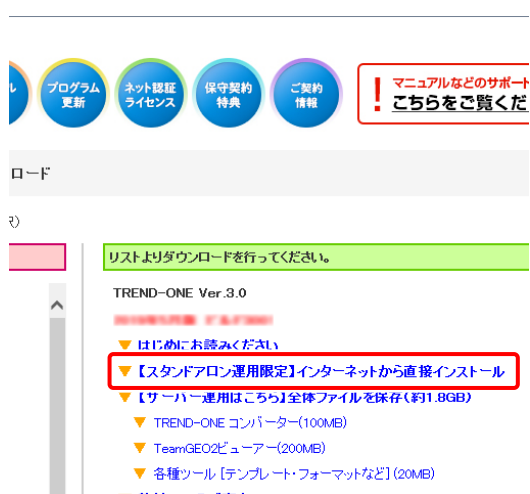 プログラム
更新
ネット認証
ライセンス
保守契約
特典
ご契約
情報
マニュアルなどのサポート
こちらをご覧くだ
ロード
リストよりダウンロードを行ってください。
TREND-ONE Ver.3.0
▼ はじめにお読みください
▼【スタンドアロン運用限定】インターネットから直接インストール
▼【サーバー運用はこちら】全体ファイルを保存(約1.8GB)
▼ TREND-ONE コンバーター(100MB)
▼ TeamGEO2ビューアー(200MB)
▼ 各種ツール [テンプレート・フォーマットなど] (20MB)